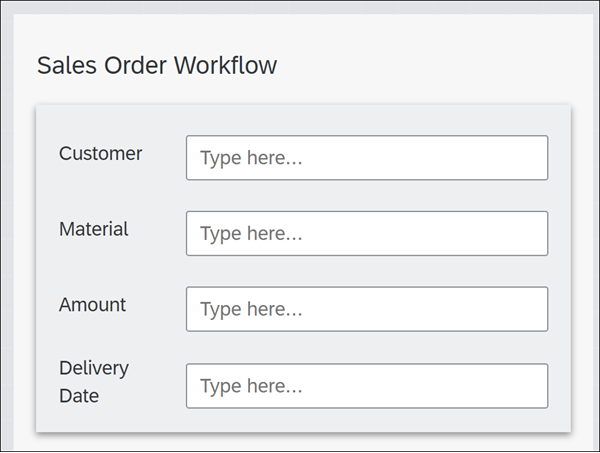 Sales Order Workflow
Customer
Type here...
Material
Type here...
Amount
Type here...
Delivery
Date
Type here...